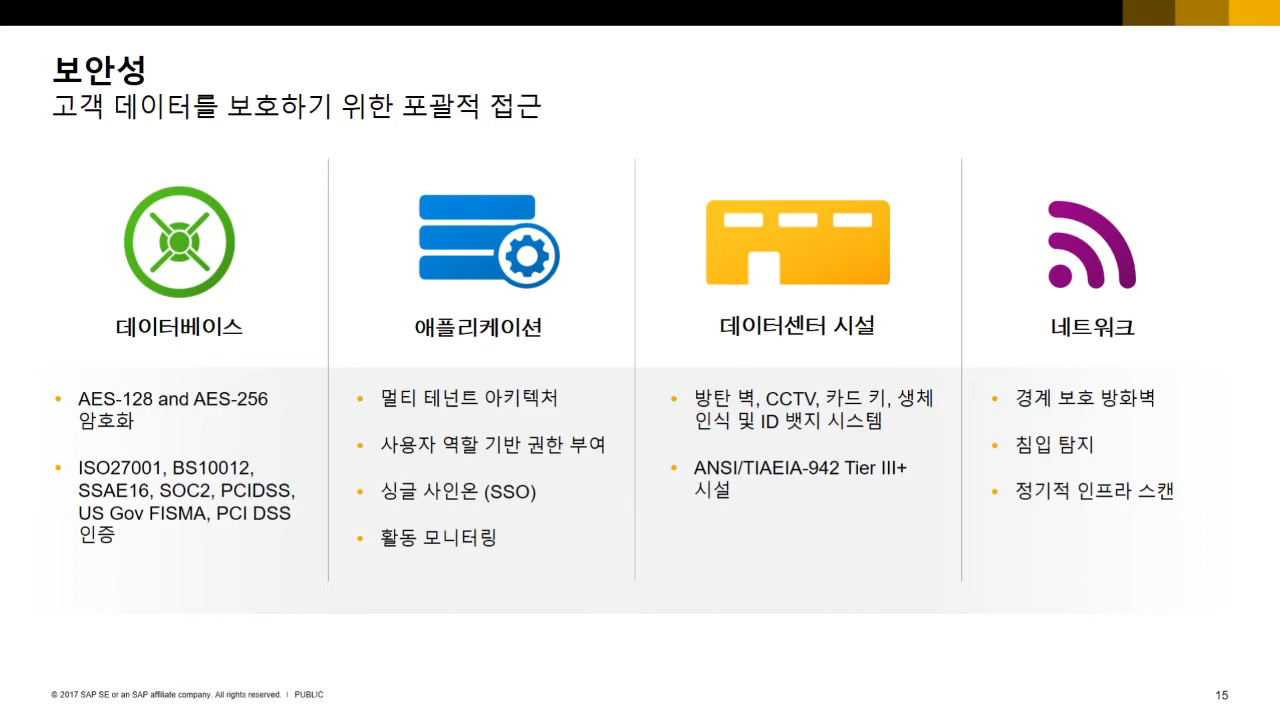 보안성
고객 데이터를 보호하기 위한 포괄적 접근
데이터베이스
• AES-128 and AES-256
암호화
• ISO27001, BS10012,
SSAE16, SOC2, PCIDSS,
US Gov FISMA, PCI DSS
인증
애플리케이션
• 멀티 테넌트 아키텍처
• 사용자 역할 기반 권한 부여
• 싱글 사인온 (SSO)
• 활동 모니터링
데이터센터 시설
• 방탄 벽, CCTV, 카드 키, 생체
인식 및 ID 뱃지 시스템
• ANSI/TIAEIA-942 Tier III+
시설
네트워크
• 경계 보호 방화벽
• 침입 탐지
• 정기적 인프라 스캔
© 2017 SAP SE or an SAP affiliate company. All rights reserved. I PUBLIC
15